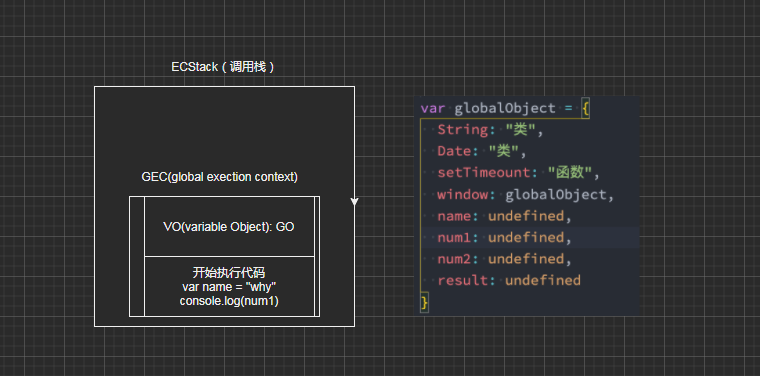 ECStack（调用栈）
GEC(global exection context)
VO(variable Object): GO
开始执行代码
var name = "why"
console.log(num1)
var globalObject = {
String: "类",
Date: "类",
setTimeount: "函数",
window: globalObject,
name: undefined,
num1: undefined,
num2: undefined,
result: undefined
}